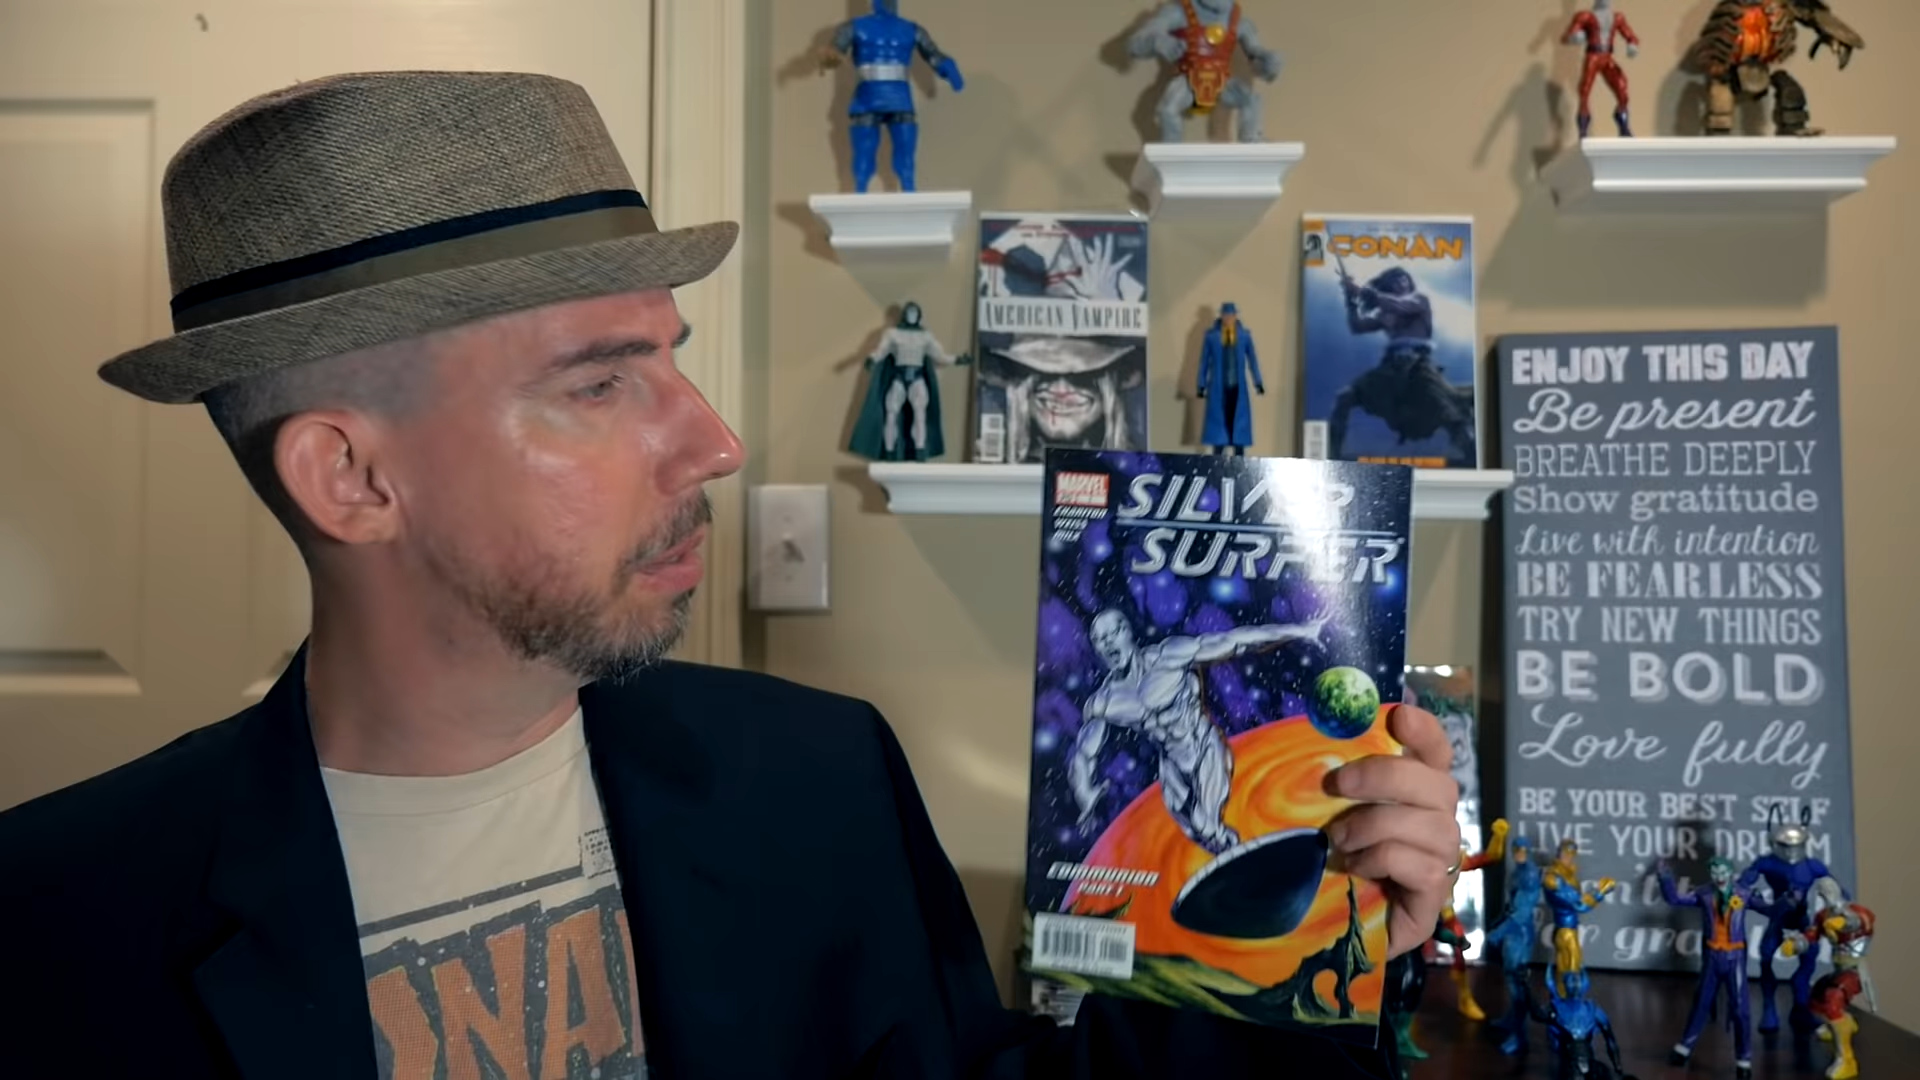 AMERICAN VAMPIRE
CONAN
MARVEL
SILVER
SURFER
COMMUNION
PART 1
ENJOY THIS DAY
Be present
BREATHE DEEPLY
Show gratitude
Live with intention
BE FEARLESS
TRY NEW THINGS
BE BOLD
Love fully
BE YOUR BEST SELF
LIVE YOUR DREAM